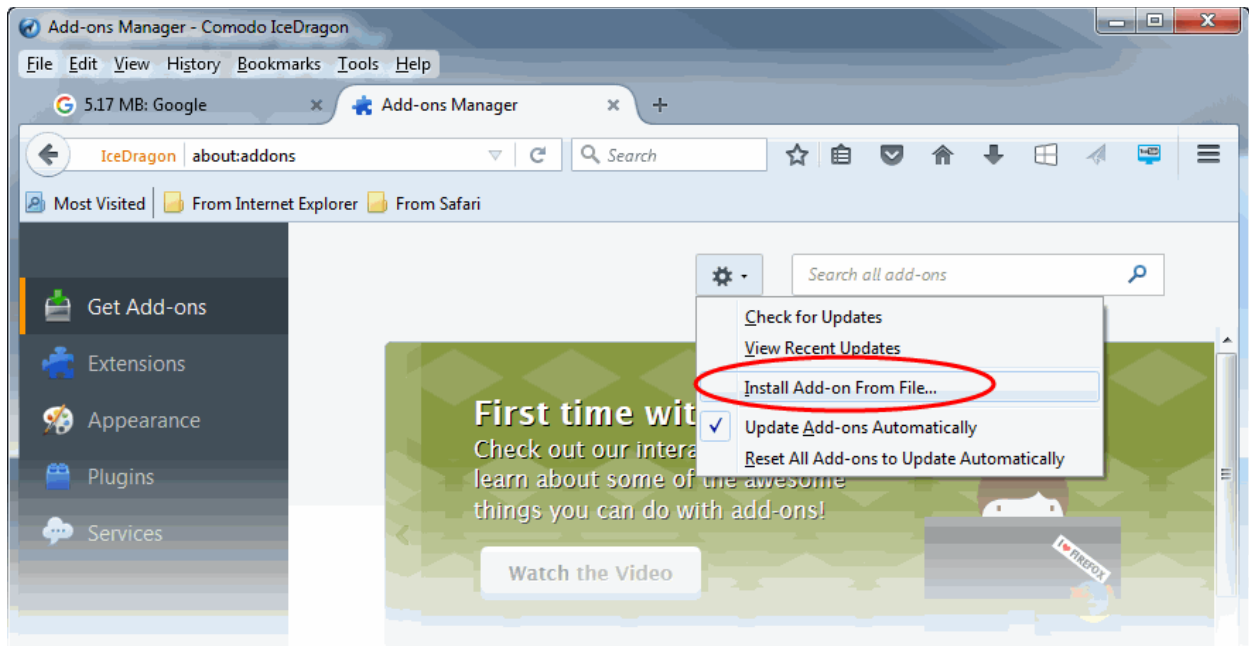 Add-ons Manager - Comodo IceDragon
File Edit View History Bookmarks Tools Help
5.17 MB: Google
Add-ons Manager
IceDragon about:addons
Search
Most Visited From Internet Explorer From Safari
Search all add-ons
Get Add-ons
Extensions
Appearance
Plugins
Services
Check for Updates
View Recent Updates
Install Add-on From File...
Update Add-ons Automatically
Reset All Add-ons to Update Automatically
First time wit
Check out our intera
learn about some of the awesome
things you can do with add-ons!
Watch the Video
I FIREFOX